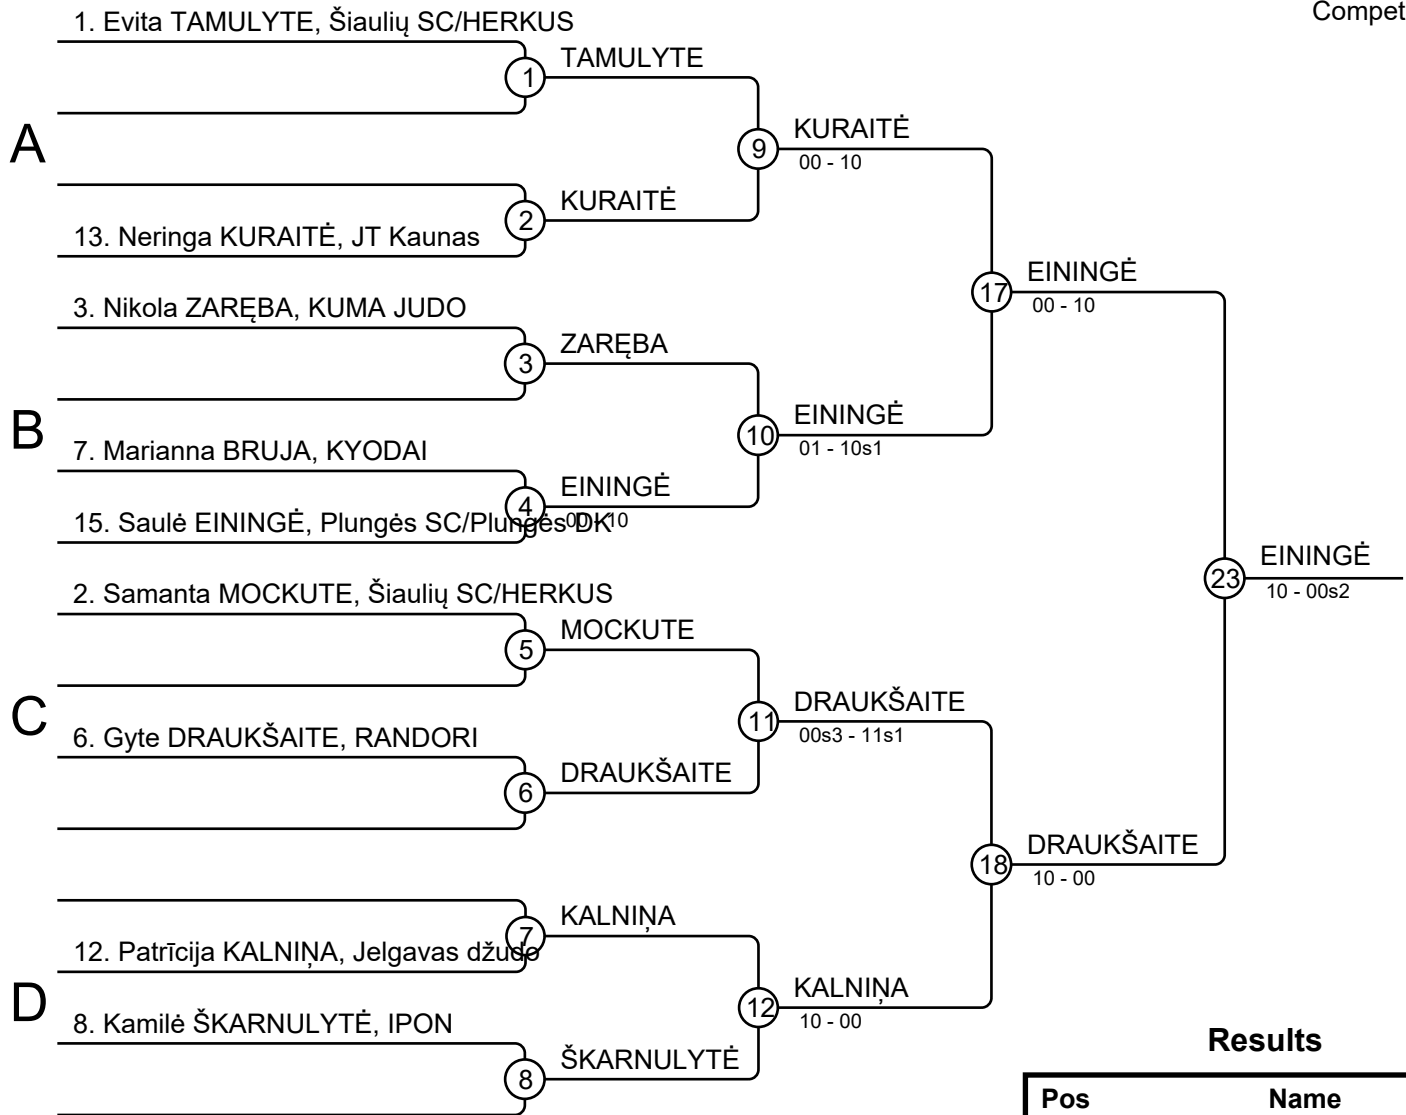 Compet
1. Evita TAMULYTE, Šiaulių SC/HERKUS
1
TAMULYTE
A
9
KURAITĖ
00 - 10
2
KURAITĖ
13. Neringa KURAITĖ, JT Kaunas
17
EININGĖ
00 - 10
3. Nikola ZARĘBA, KUMA JUDO
3
ZARĘBA
B
10
EININGĖ
01 - 10s1
7. Marianna BRUJA, KYODAI
4
EININGĖ
00 - 10
15. Saulė EININGĖ, Plungės SC/Plungės DK
23
EININGĖ
10 - 00s2
2. Samanta MOCKUTE, Šiaulių SC/HERKUS
5
MOCKUTE
C
11
DRAUKŠAITE
00s3 - 11s1
6. Gyte DRAUKŠAITE, RANDORI
6
DRAUKŠAITE
18
DRAUKŠAITE
10 - 00
7
KALNIŅA
12. Patrīcija KALNIŅA, Jelgavas džudo
D
12
KALNIŅA
10 - 00
8. Kamilė ŠKARNULYTĖ, IPON
8
ŠKARNULYTĖ
Results
Pos Name